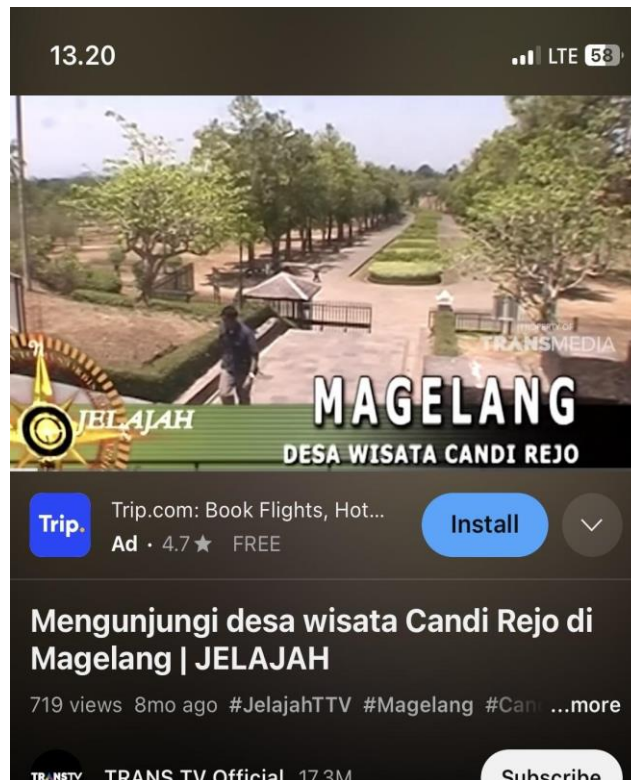 13.20
LTE 58
TRANSMEDIA
JELAJAH
MAGELANG
DESA WISATA CANDI REJO
Trip.
Trip.com: Book Flights, Hot...
Install
Ad · 4.7★ FREE
Mengunjungi desa wisata Candi Rejo di
Magelang | JELAJAH
719 views 8mo ago #JelajahTTV #Magelang #Can ...more
TRANSTV
TRANS TV Official 17.3M
Subscribe